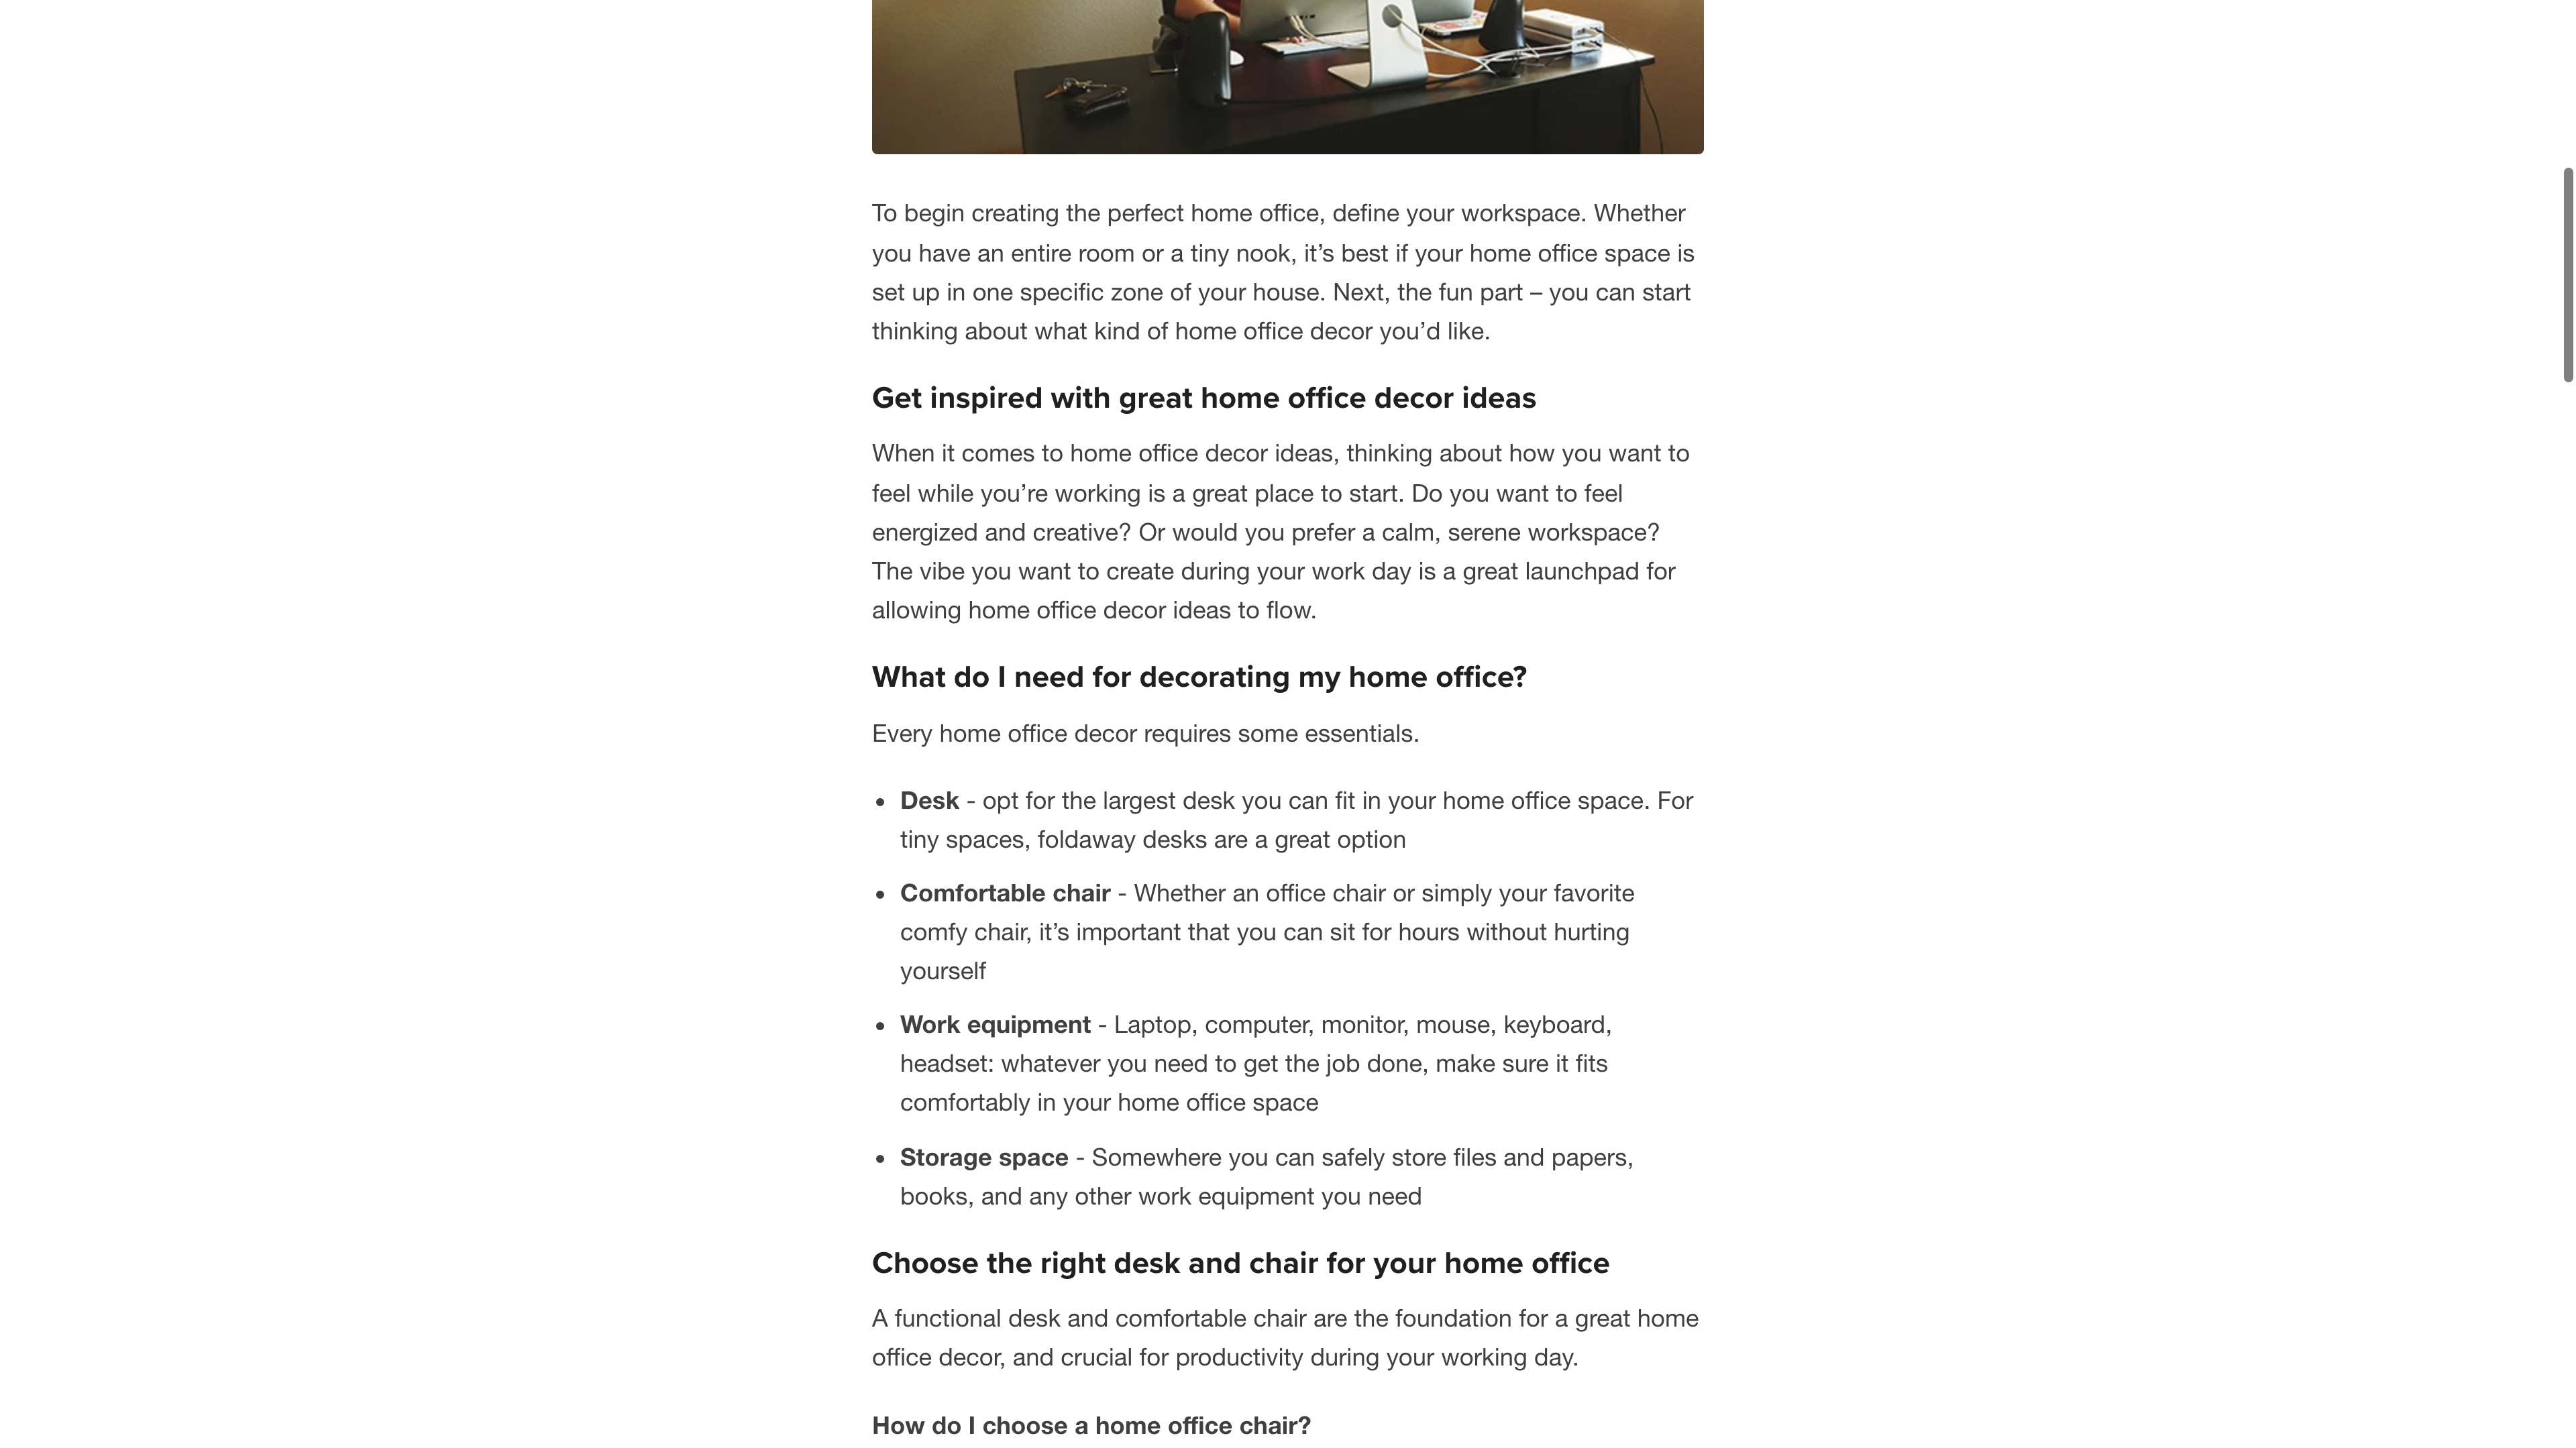 To begin creating the perfect home office, define your workspace. Whether
you have an entire room or a tiny nook, it’s best if your home office space is
set up in one specific zone of your house. Next, the fun part – you can start
thinking about what kind of home office decor you’d like.
Get inspired with great home office decor ideas
When it comes to home office decor ideas, thinking about how you want to
feel while you’re working is a great place to start. Do you want to feel
energized and creative? Or would you prefer a calm, serene workspace?
The vibe you want to create during your work day is a great launchpad for
allowing home office decor ideas to flow.
What do I need for decorating my home office?
Every home office decor requires some essentials.
• Desk - opt for the largest desk you can fit in your home office space. For
tiny spaces, foldaway desks are a great option
• Comfortable chair - Whether an office chair or simply your favorite
comfy chair, it’s important that you can sit for hours without hurting
yourself
• Work equipment - Laptop, computer, monitor, mouse, keyboard,
headset: whatever you need to get the job done, make sure it fits
comfortably in your home office space
• Storage space - Somewhere you can safely store files and papers,
books, and any other work equipment you need
Choose the right desk and chair for your home office
A functional desk and comfortable chair are the foundation for a great home
office decor, and crucial for productivity during your working day.
How do I choose a home office chair?